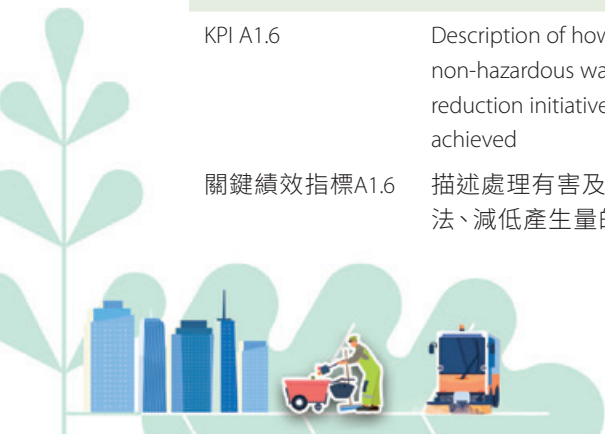 KPI A1.6
Description of how
non-hazardous wa
reduction initiative
achieved
關鍵績效指標A1.6
描述處理有害及
法、減低產生量